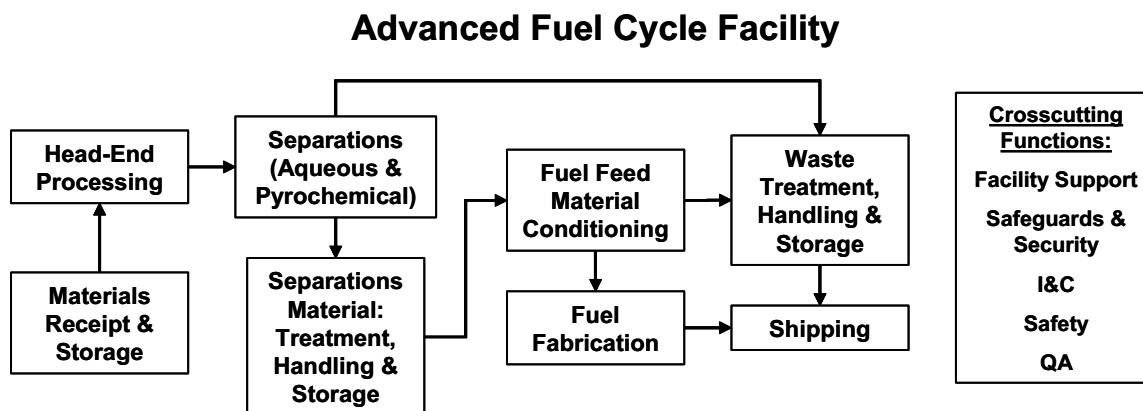 Advanced Fuel Cycle Facility
Head-End
Processing
Materials
Receipt &
Storage
Separations
(Aqueous &
Pyrochemical)
Separations
Material:
Treatment,
Handling &
Storage
Fuel Feed
Material
Conditioning
Fuel
Fabrication
Waste
Treatment,
Handling &
Storage
Shipping
Crosscutting
Functions:
Facility Support
Safeguards &
Security
I&C
Safety
QA